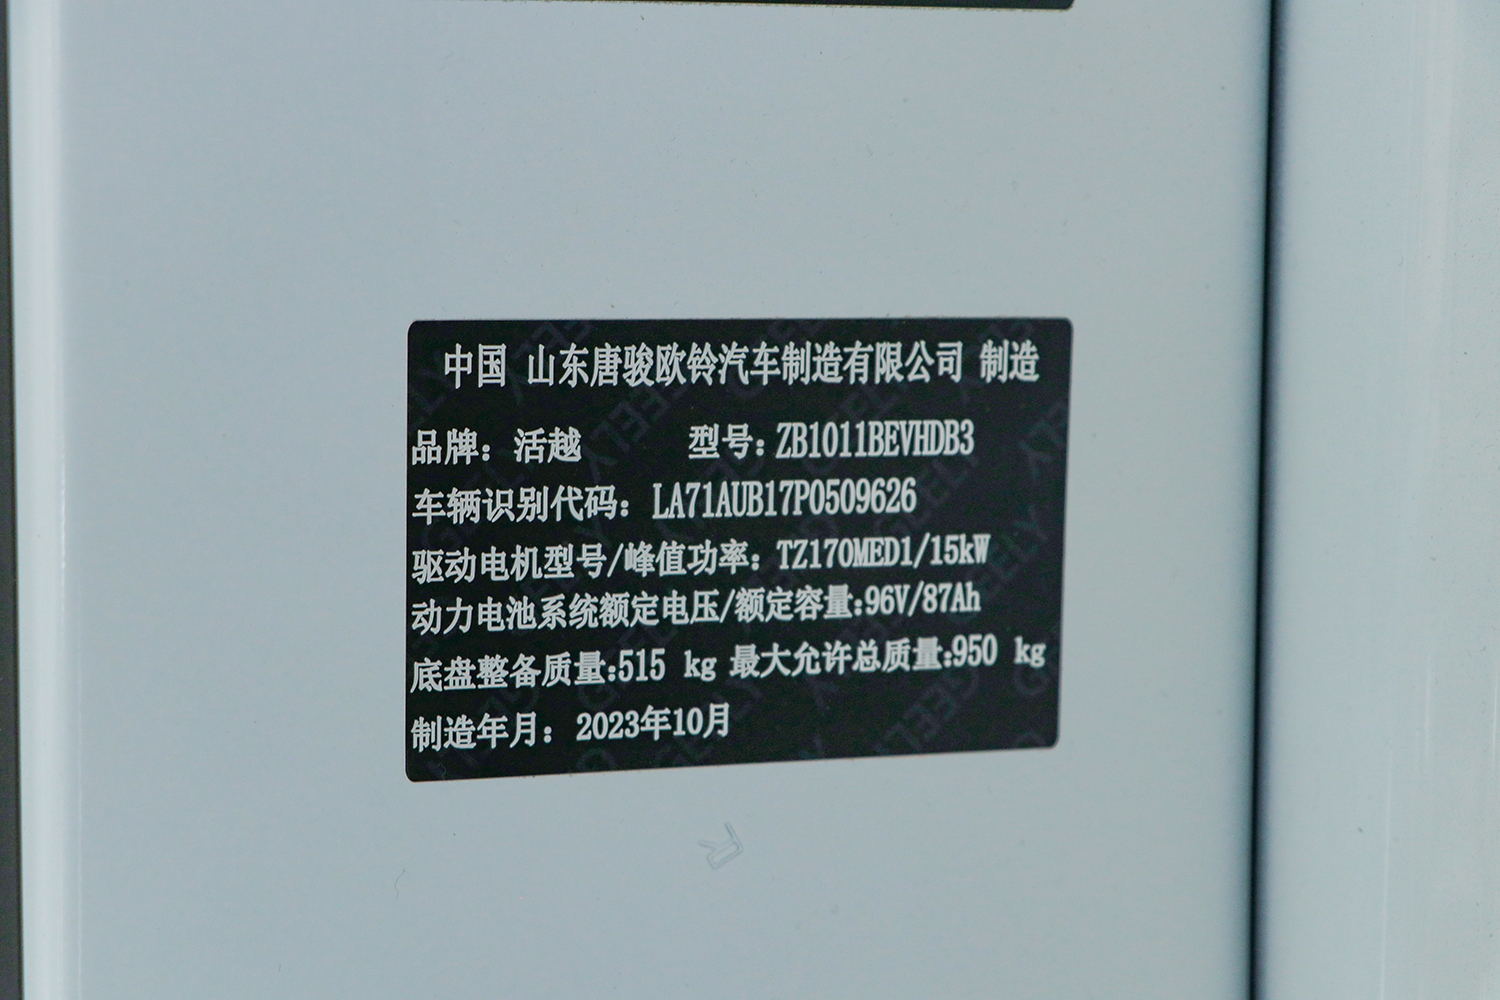 中国 山东唐骏欧铃汽车制造有限公司 制造
品牌：活越 型号：ZB1011BEVHDB3
车辆识别代码：LA71AUB17P0509626
驱动电机型号/峰值功率：TZ170MED1/15kW
动力电池系统额定电压/额定容量:96V/87Ah
底盘整备质量:515 kg 最大允许总质量:950 kg
制造年月：2023年10月